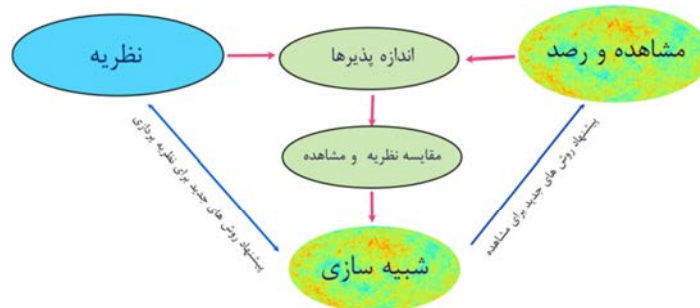 مشاهده و رصد
اندازه پذیرها
نظریه
مقایسه نظریه و مشاهده
پیشنهاد روش های جدید برای مشاهده
پیشنهاد روش های جدید برای نظریه پردازی
شبیه سازی